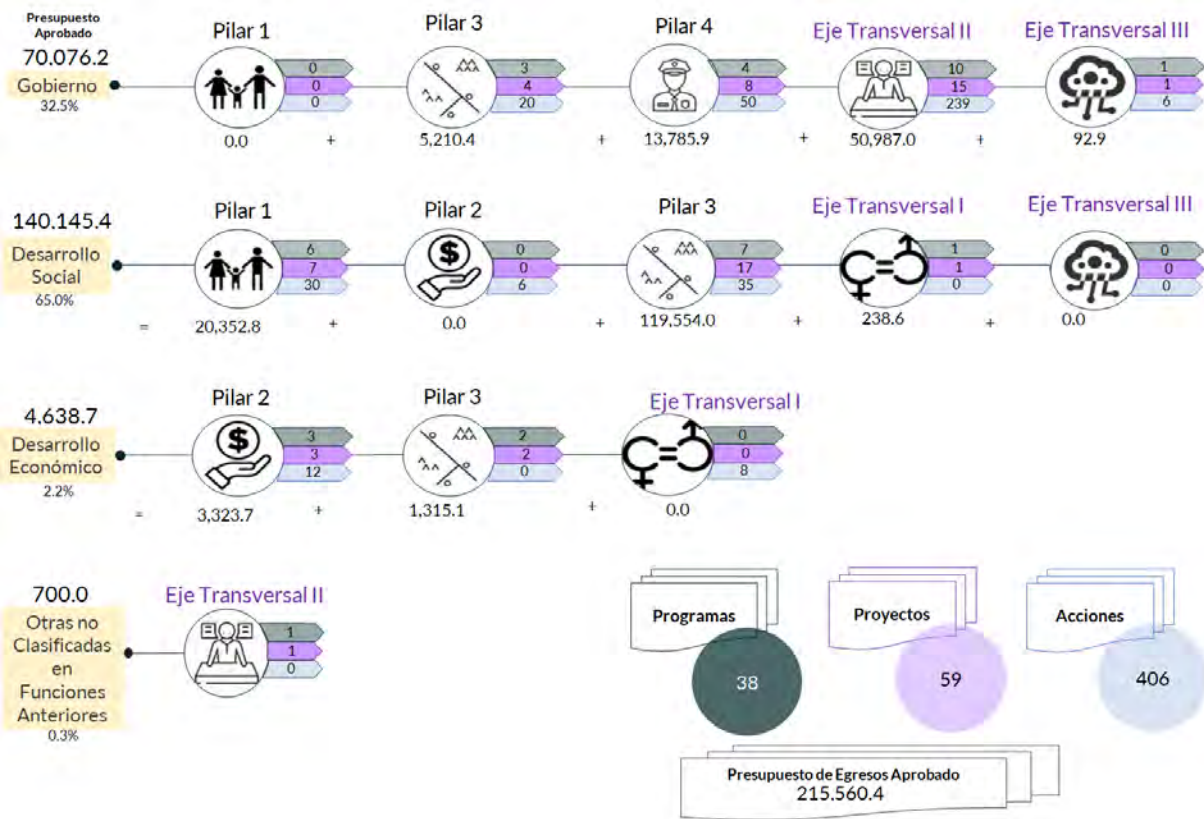 Presupuesto
Aprobado
70.076.2
Gobierno
32.5%
Pilar 1
0
0
0
0.0
+
Pilar 3
3
4
20
5,210.4
+
Pilar 4
4
8
50
13,785.9
+
Eje Transversal II
10
15
239
50,987.0
+
Eje Transversal III
1
1
6
92.9
140.145.4
Desarrollo
Social
65.0%
=
Pilar 1
6
7
30
20,352.8
+
Pilar 2
0
0
6
0.0
+
Pilar 3
7
17
35
119,554.0
+
Eje Transversal I
1
1
0
238.6
+
Eje Transversal III
0
0
0
0.0
4.638.7
Desarrollo
Económico
2.2%
=
Pilar 2
3
3
12
3,323.7
+
Pilar 3
2
2
0
1,315.1
+
Eje Transversal I
0
0
8
0.0
700.0
Otras no
Clasificadas
en
Funciones
Anteriores
0.3%
Eje Transversal II
1
1
0
Programas
38
Proyectos
59
Acciones
406
Presupuesto de Egresos Aprobado
215.560.4